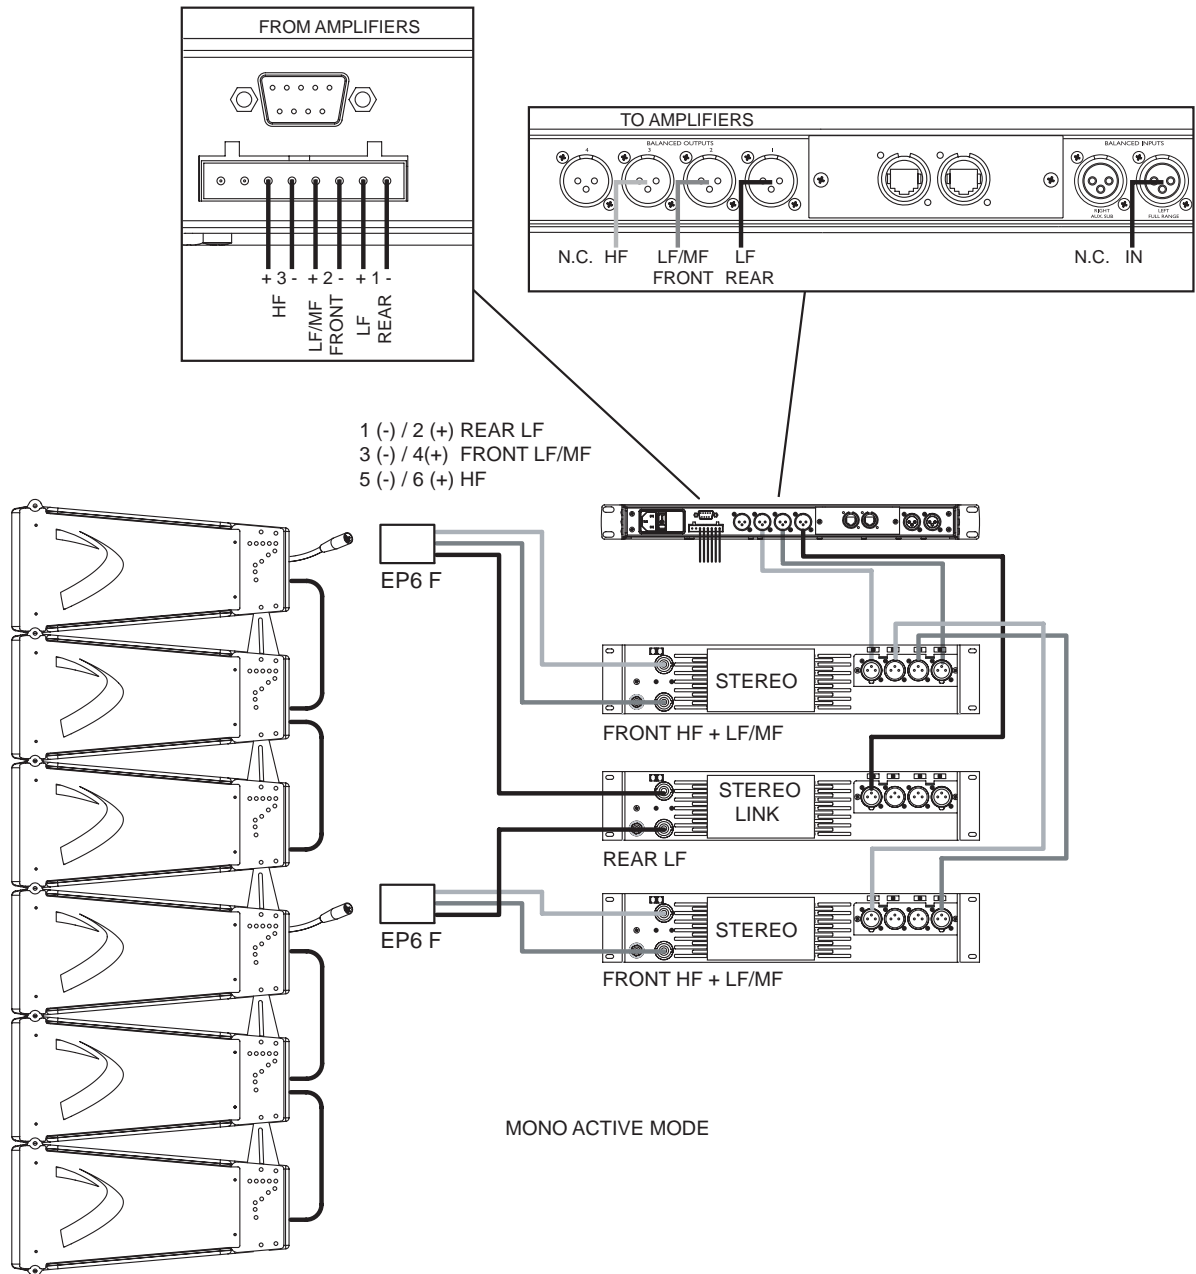 FROM AMPLIFIERS
+ 3 - + 2 - + 1 -
HF
LF/MF
FRONT
LF
REAR
TO AMPLIFIERS
BALANCED OUTPUTS
4 3 2 1
BALANCED INPUTS
RIGHT
AUX SUB
LEFT
FULL RANGE
N.C. HF LF/MF LF N.C. IN
FRONT REAR
1 (-) / 2 (+) REAR LF
3 (-) / 4(+) FRONT LF/MF
5 (-) / 6 (+) HF
EP6 F
STEREO
FRONT HF + LF/MF
STEREO
LINK
REAR LF
EP6 F
STEREO
FRONT HF + LF/MF
MONO ACTIVE MODE